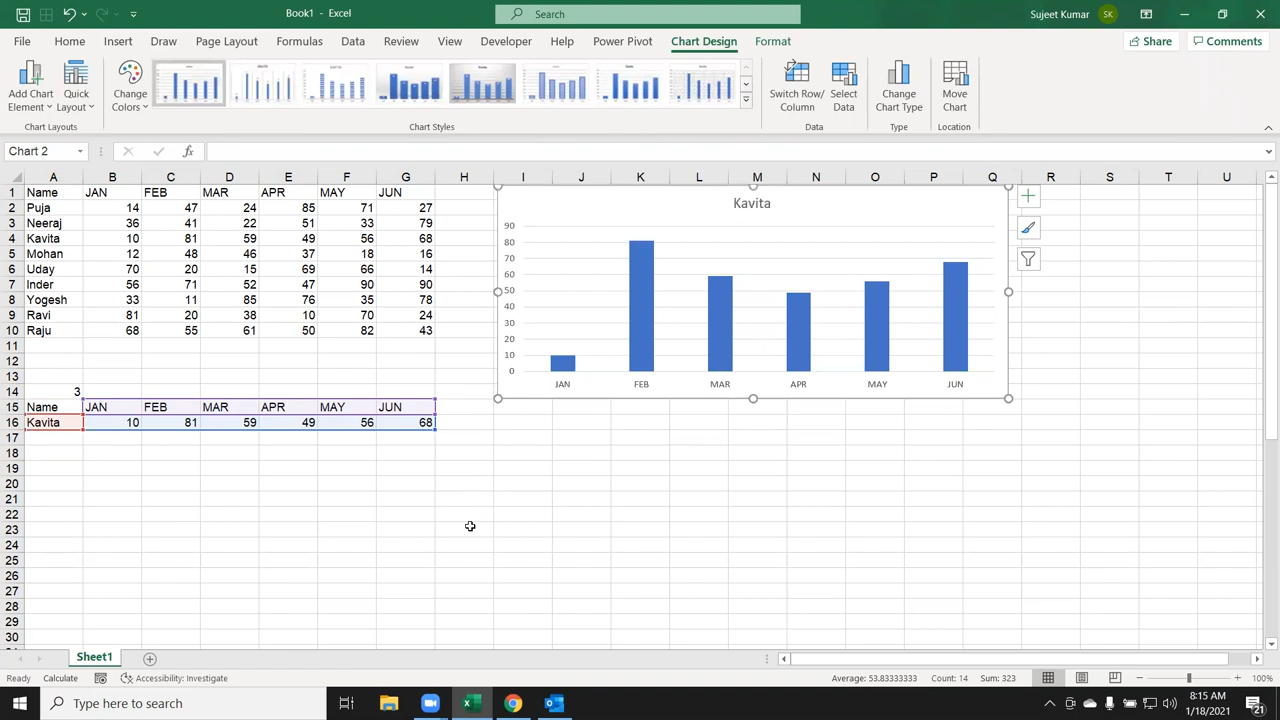 Book1 - Excel
Search
Sujeet Kumar
SK
File Home Insert Draw Page Layout Formulas Data Review View Developer Help Power Pivot Chart Design Format
Share
Comments
Add Chart Element
Quick Layout
Change Colors
Switch Row/ Column
Select Data
Change Chart Type
Move Chart
Chart Layouts
Chart Styles
Data
Type
Location
Chart 2
fx
A B C D E F G H I J K L M N O P Q R S T U
1 Name JAN FEB MAR APR MAY JUN
2 Puja 14 47 24 85 71 27
3 Neeraj 36 41 22 51 33 79
4 Kavita 10 81 59 49 56 68
5 Mohan 12 48 46 37 18 16
6 Uday 70 20 15 69 66 14
7 Inder 56 71 52 47 90 90
8 Yogesh 33 11 85 76 35 78
9 Ravi 81 20 38 10 70 24
10 Raju 68 55 61 50 82 43
11
12
13
14 3
15 Name JAN FEB MAR APR MAY JUN
16 Kavita 10 81 59 49 56 68
17
18
19
20
21
22
23
24
25
26
27
28
29
30
Kavita
90
80
70
60
50
40
30
20
10
0
JAN FEB MAR APR MAY JUN
Sheet1
Ready Calculate Accessibility: Investigate
Average: 53.83333333 Count: 14 Sum: 323
100%
Type here to search
8:15 AM
1/18/2021
21